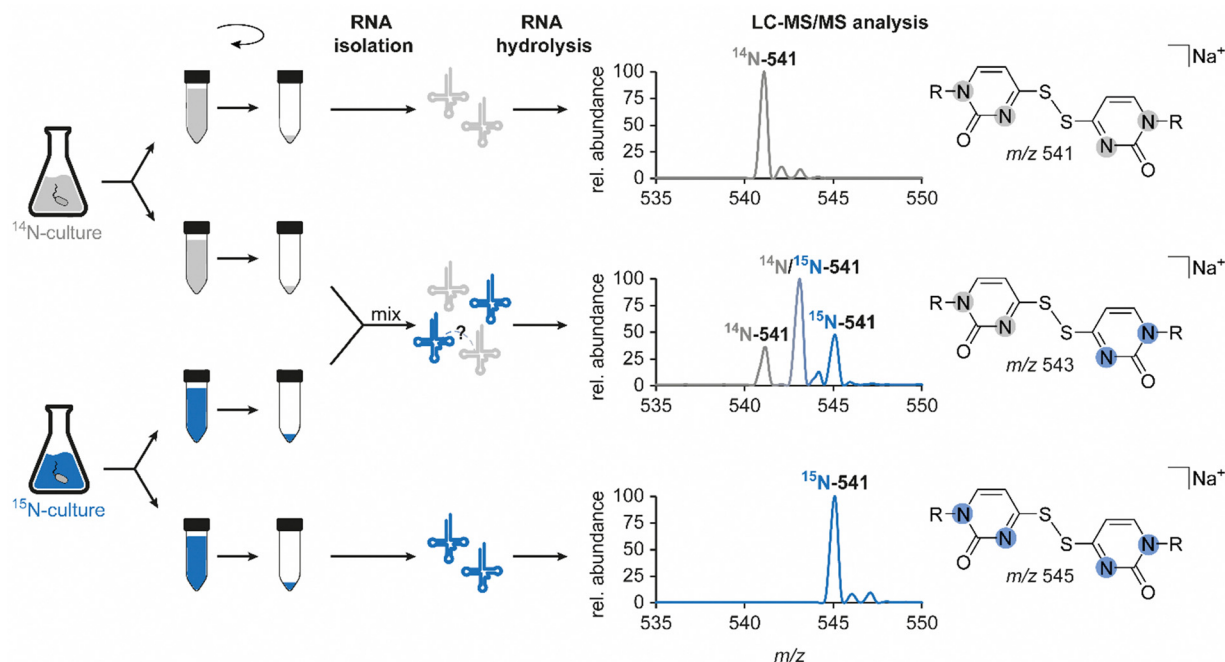 RNA
isolation
RNA
hydrolysis
LC-MS/MS analysis
¹⁴N-culture
¹⁵N-culture
mix
?
rel. abundance
100
75
50
25
0
535
540
545
550
¹⁴N-541
Na⁺
R
N
O
N
S
S
N
R
N
O
m/z 541
rel. abundance
100
75
50
25
0
535
540
545
550
¹⁴N/¹⁵N-541
¹⁴N-541
¹⁵N-541
Na⁺
R
N
O
N
S
S
N
R
N
O
m/z 543
rel. abundance
100
75
50
25
0
535
540
545
550
m/z
¹⁵N-541
Na⁺
R
N
O
N
S
S
N
R
N
O
m/z 545